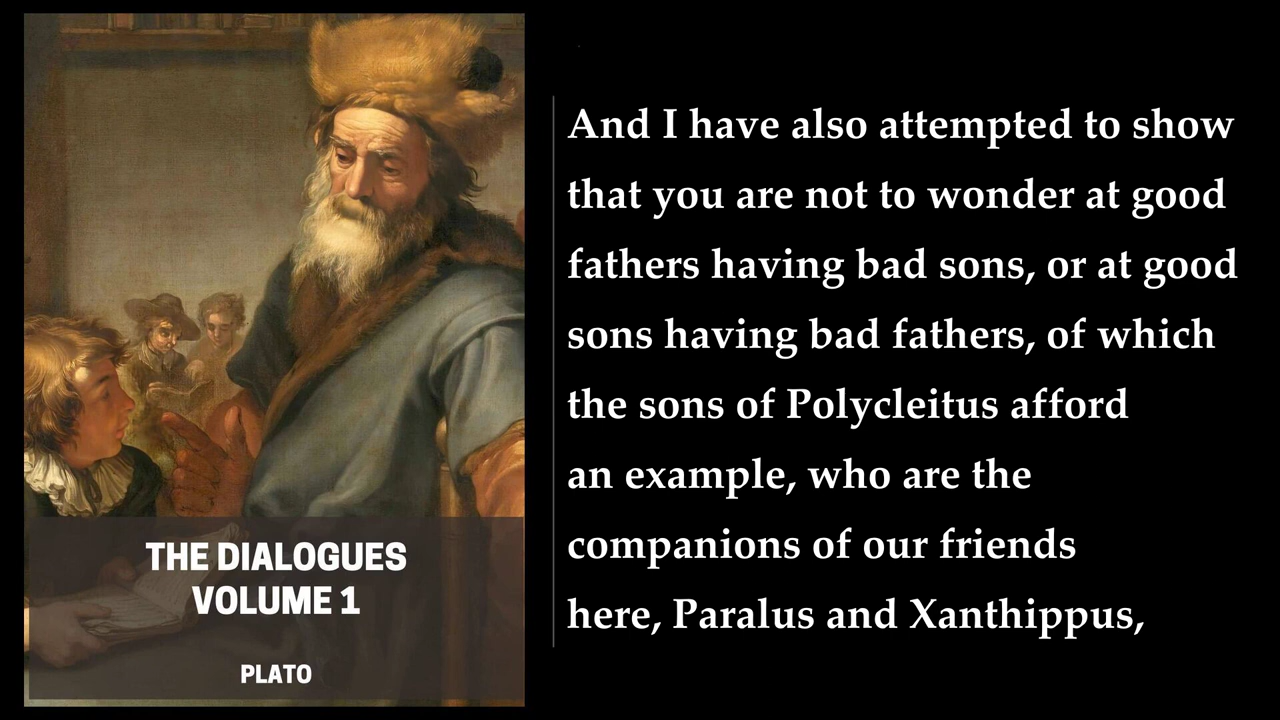 THE DIALOGUES
VOLUME 1
PLATO
And I have also attempted to show
that you are not to wonder at good
fathers having bad sons, or at good
sons having bad fathers, of which
the sons of Polycleitus afford
an example, who are the
companions of our friends
here, Paralus and Xanthippus,